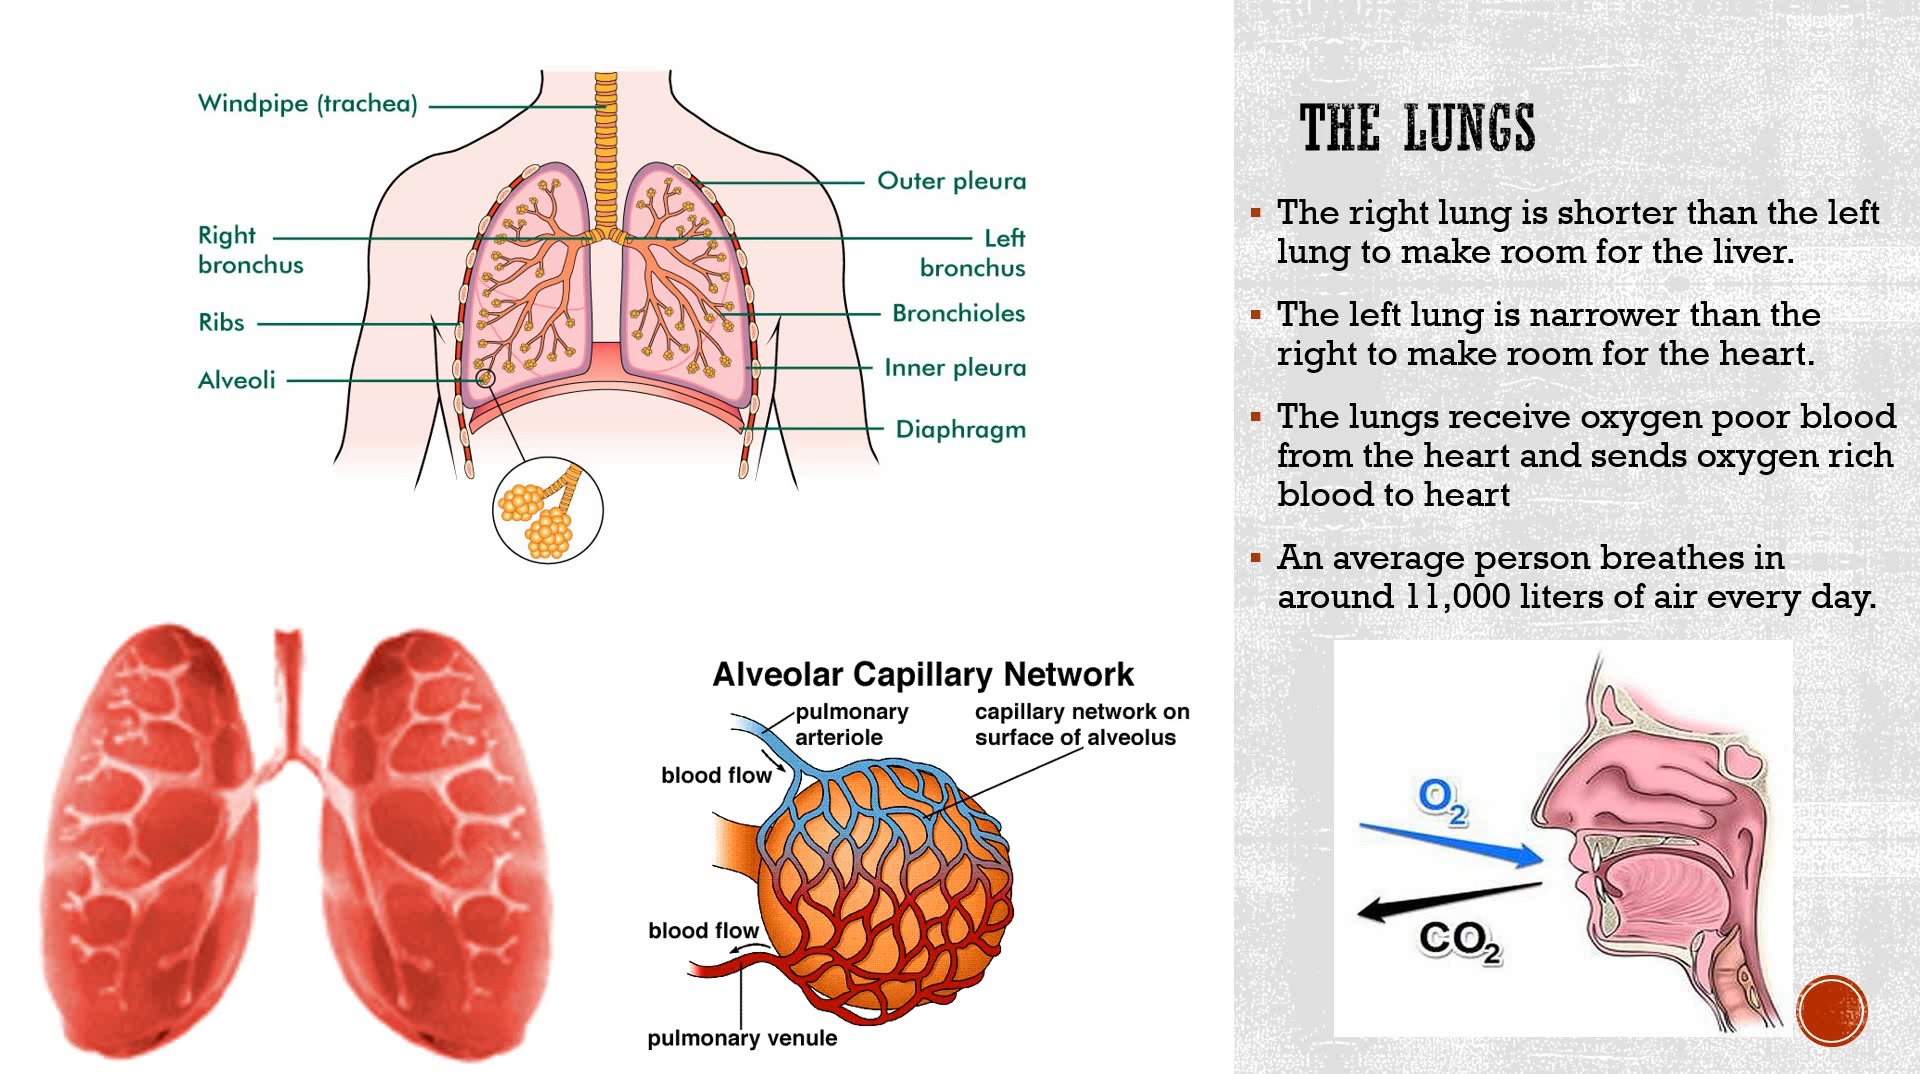 Windpipe (trachea)
Outer pleura
Right
bronchus
Left
bronchus
Ribs
Bronchioles
Alveoli
Inner pleura
Diaphragm
THE LUNGS
▪ The right lung is shorter than the left
lung to make room for the liver.
▪ The left lung is narrower than the
right to make room for the heart.
▪ The lungs receive oxygen poor blood
from the heart and sends oxygen rich
blood to heart
▪ An average person breathes in
around 11,000 liters of air every day.
Alveolar Capillary Network
pulmonary
arteriole
capillary network on
surface of alveolus
blood flow
blood flow
pulmonary venule
O2
CO2